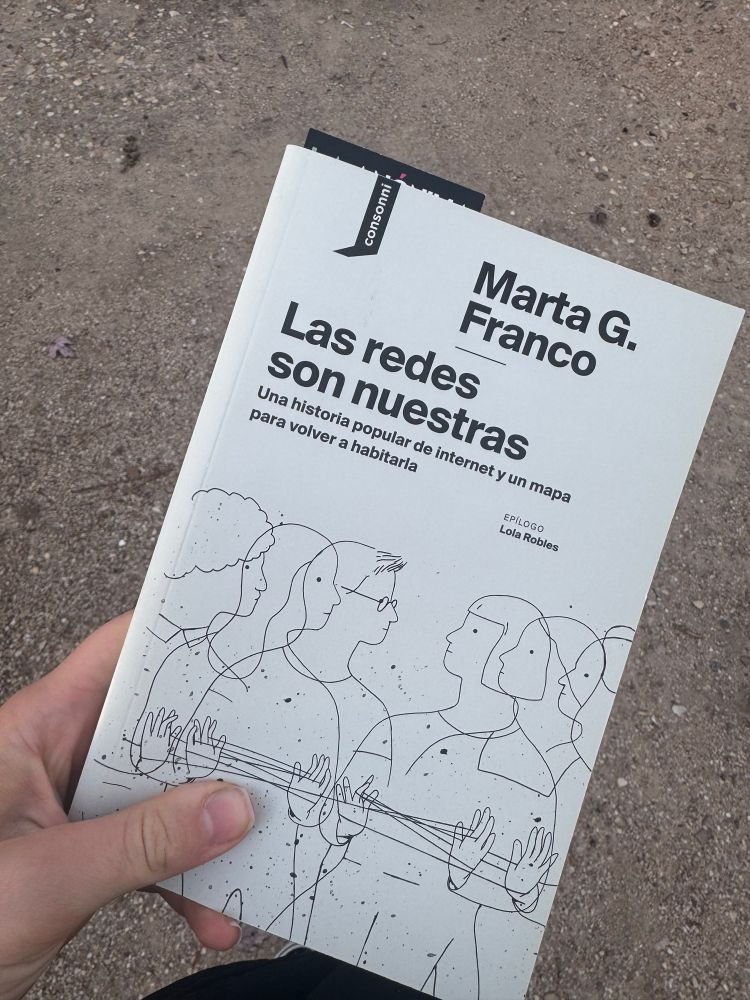 consonni
Marta G.
Franco
Las redes
son nuestras
Una historia popular de internet y un mapa
para volver a habitarla
EPÍLOGO
Lola Robles